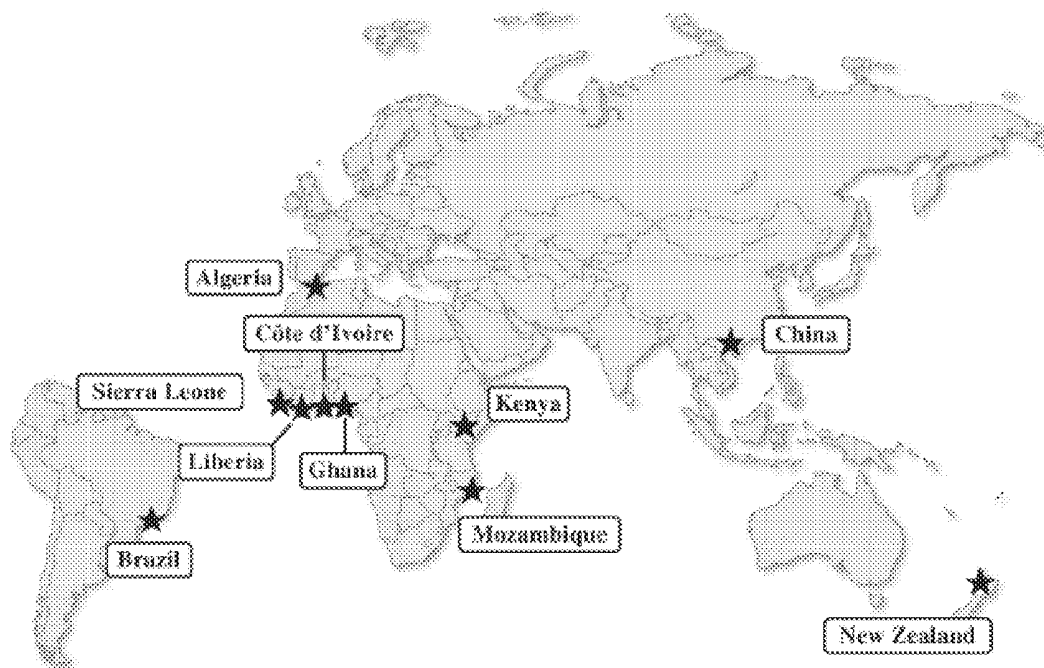 Algeria
Côte d'Ivoire
China
Sierra Leone
Kenya
Liberia
Ghana
Mozambique
Brazil
New Zealand